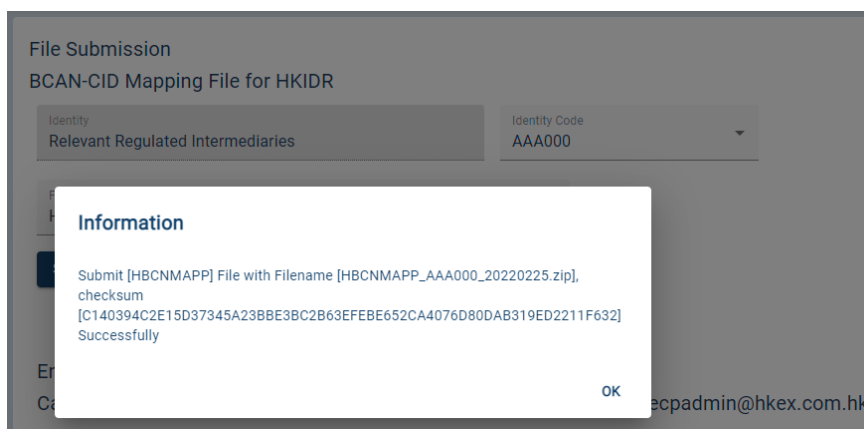 File Submission
BCAN-CID Mapping File for HKIDR
Identity
Identity Code
Relevant Regulated Intermediaries
AAA000
Information
Submit [HBCNMAPP] File with Filename [HBCNMAPP_AAA000_20220225.zip],
checksum
[C140394C2E15D37345A23BBE3BC2B63EFEBE652CA4076D80DAB319ED2211F632]
Successfully
OK
ecpadmin@hkex.com.hk